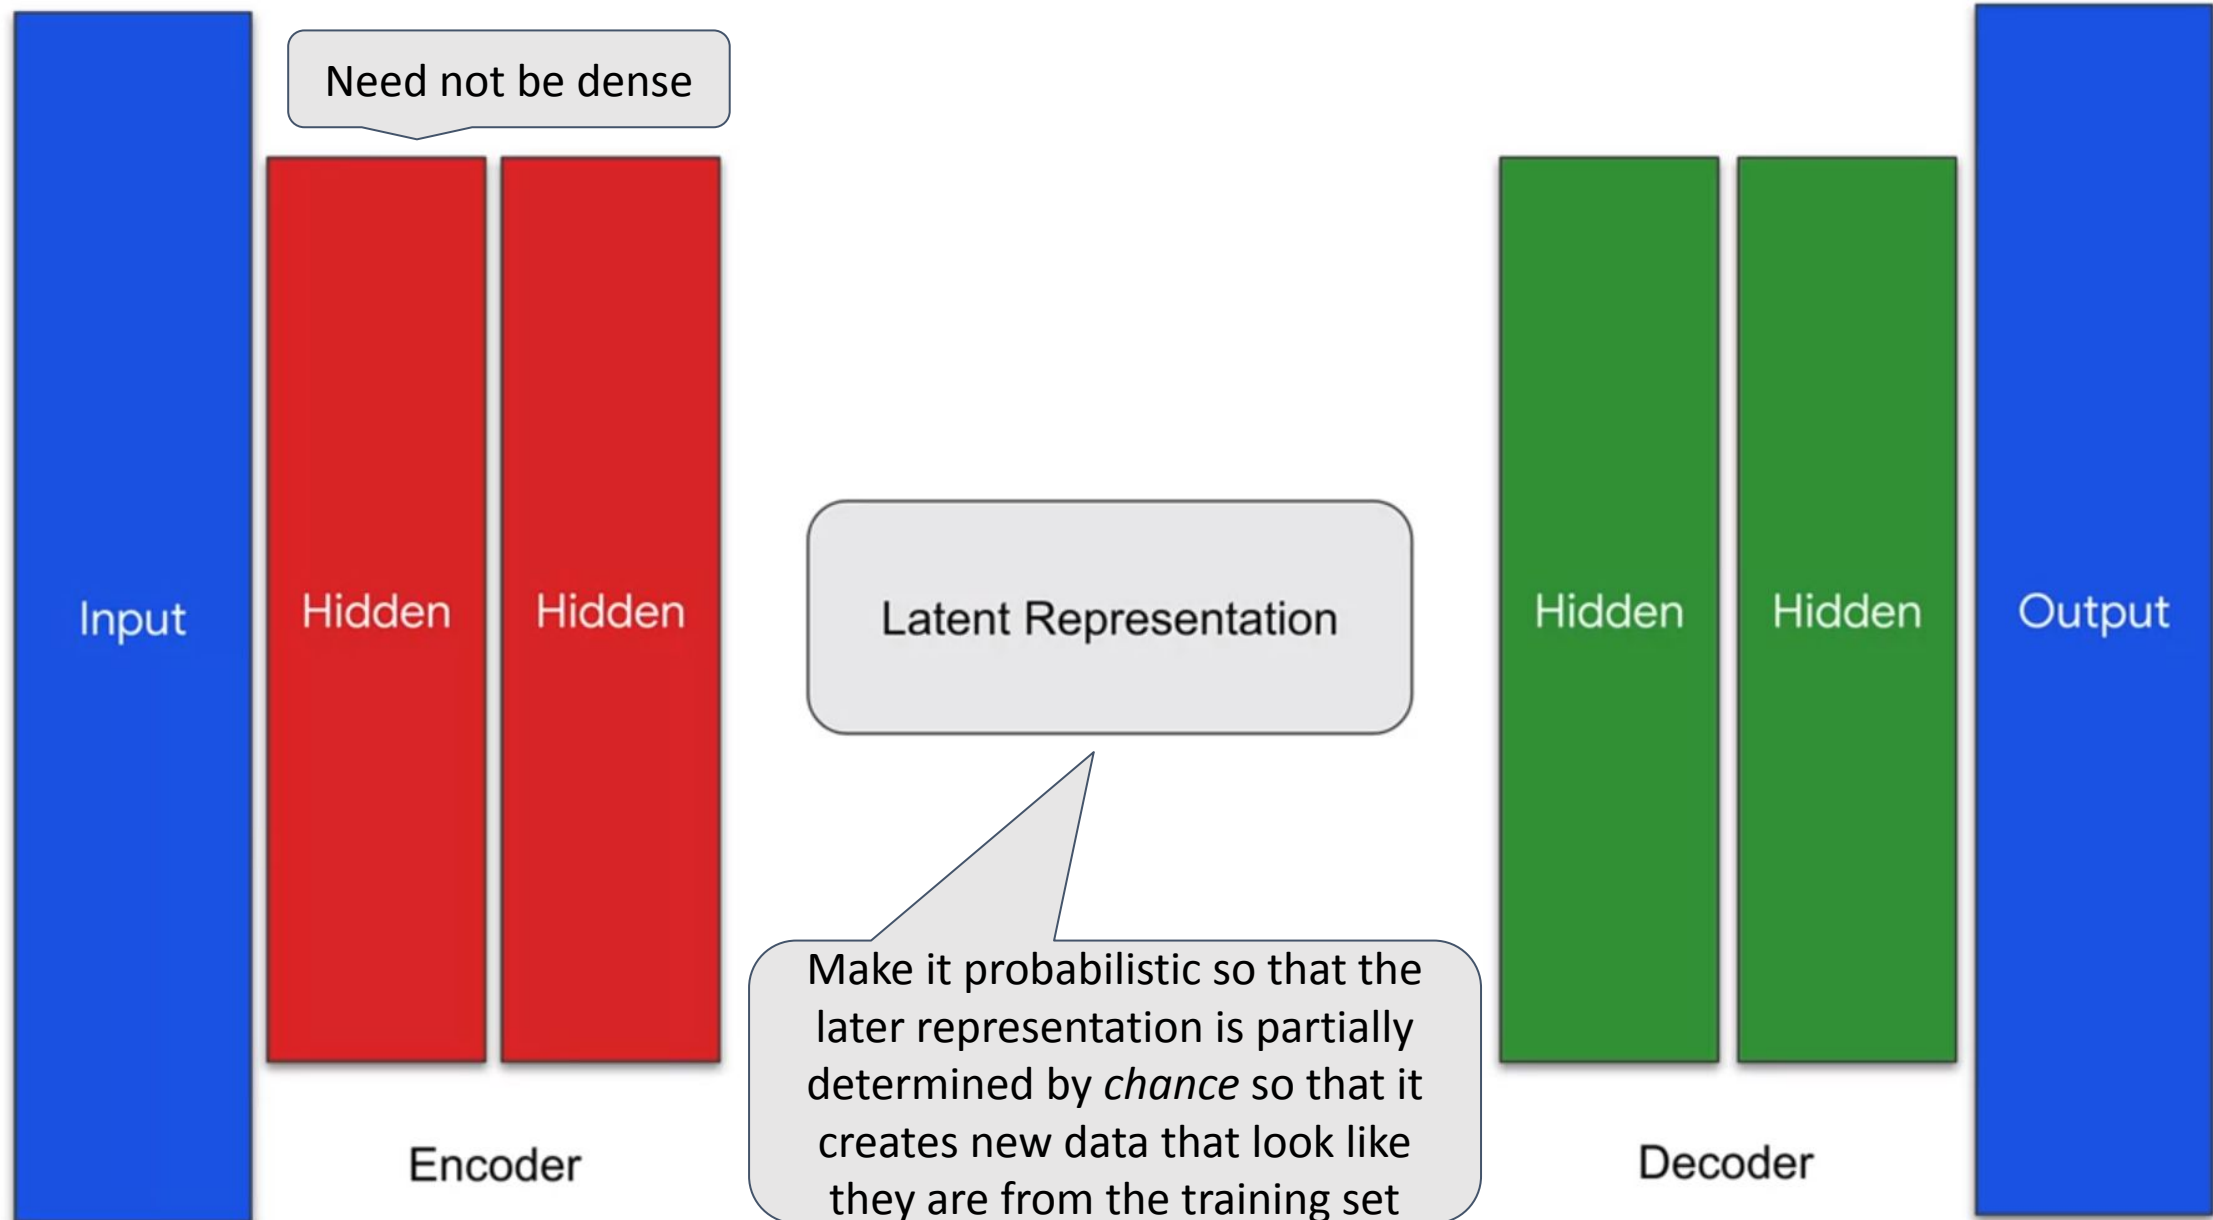 Need not be dense
Input
Hidden
Hidden
Latent Representation
Hidden
Hidden
Output
Make it probabilistic so that the
later representation is partially
determined by chance so that it
creates new data that look like
they are from the training set
Encoder
Decoder